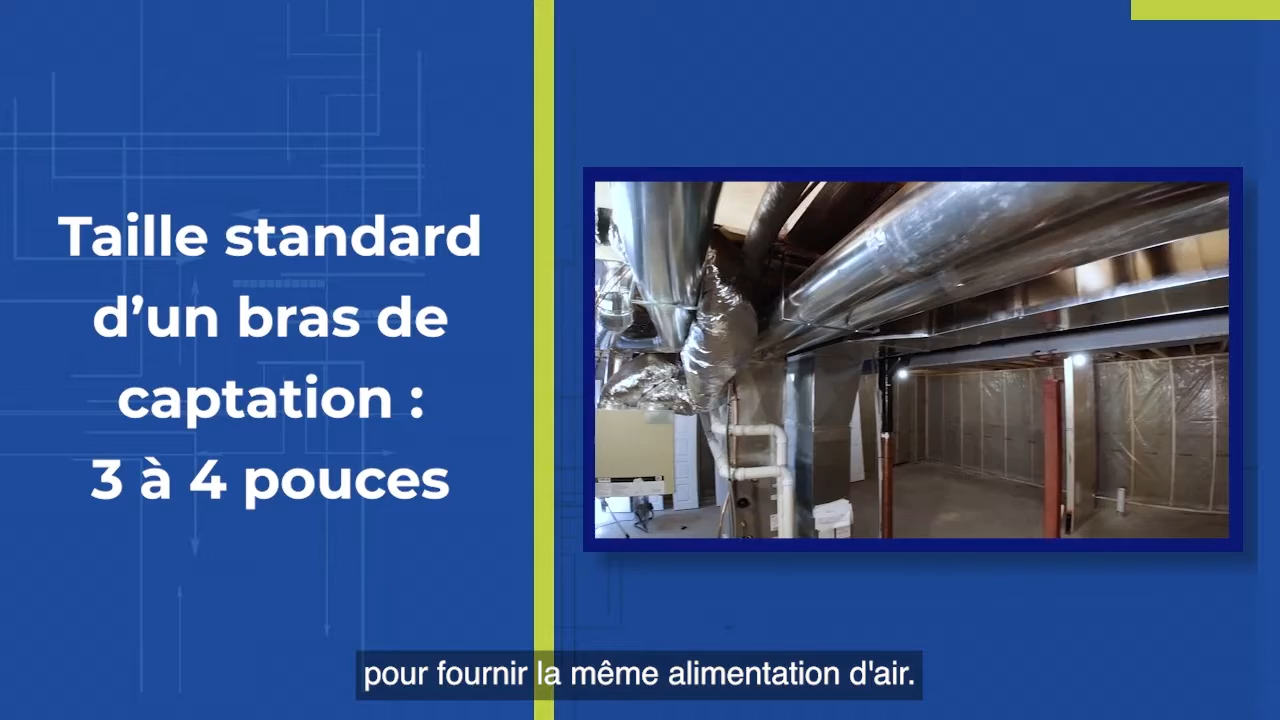 Taille standard
d’un bras de
captation :
3 à 4 pouces
pour fournir la même alimentation d'air.